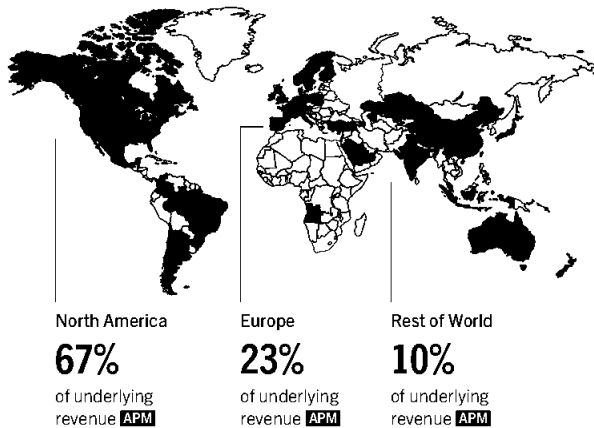 North America
67%
of underlying
revenue APM
Europe
23%
of underlying
revenue APM
Rest of World
10%
of underlying
revenue APM